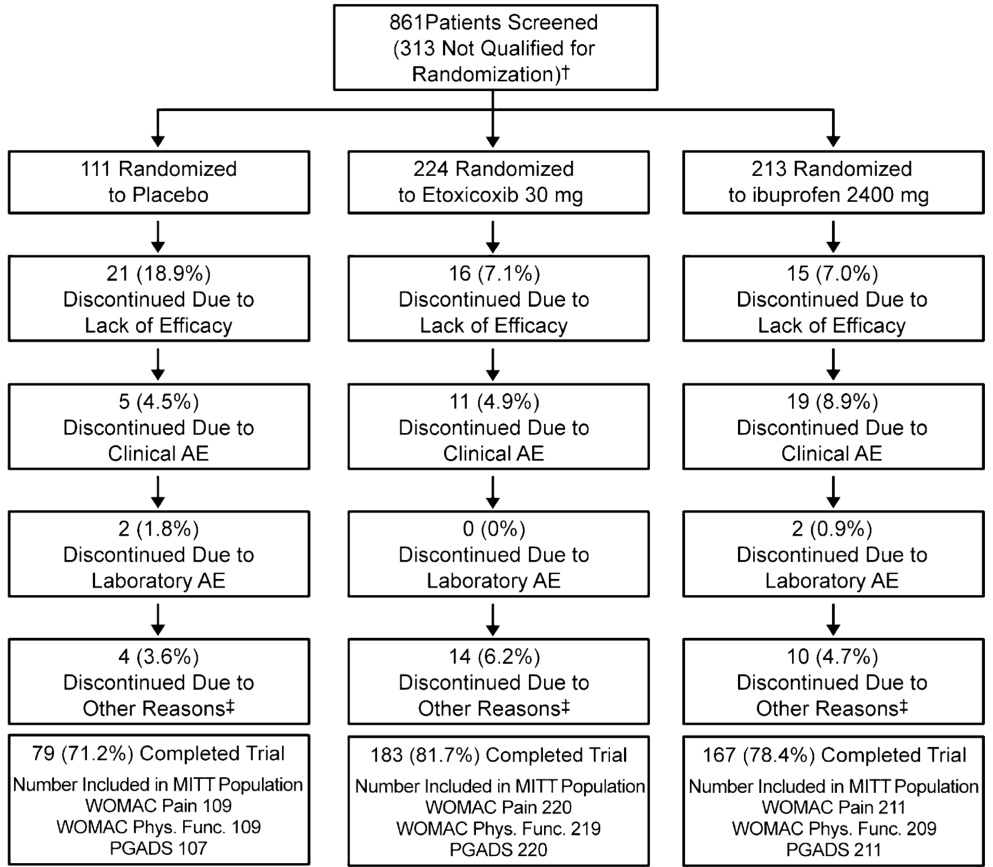 861Patients Screened
(313 Not Qualified for
Randomization)†
111 Randomized
to Placebo
224 Randomized
to Etoxicoxib 30 mg
213 Randomized
to ibuprofen 2400 mg
21 (18.9%)
Discontinued Due to
Lack of Efficacy
16 (7.1%)
Discontinued Due to
Lack of Efficacy
15 (7.0%)
Discontinued Due to
Lack of Efficacy
5 (4.5%)
Discontinued Due to
Clinical AE
11 (4.9%)
Discontinued Due to
Clinical AE
19 (8.9%)
Discontinued Due to
Clinical AE
2 (1.8%)
Discontinued Due to
Laboratory AE
0 (0%)
Discontinued Due to
Laboratory AE
2 (0.9%)
Discontinued Due to
Laboratory AE
4 (3.6%)
Discontinued Due to
Other Reasons‡
14 (6.2%)
Discontinued Due to
Other Reasons‡
10 (4.7%)
Discontinued Due to
Other Reasons‡
79 (71.2%) Completed Trial
Number Included in MITT Population
WOMAC Pain 109
WOMAC Phys. Func. 109
PGADS 107
183 (81.7%) Completed Trial
Number Included in MITT Population
WOMAC Pain 220
WOMAC Phys. Func. 219
PGADS 220
167 (78.4%) Completed Trial
Number Included in MITT Population
WOMAC Pain 211
WOMAC Phys. Func. 209
PGADS 211